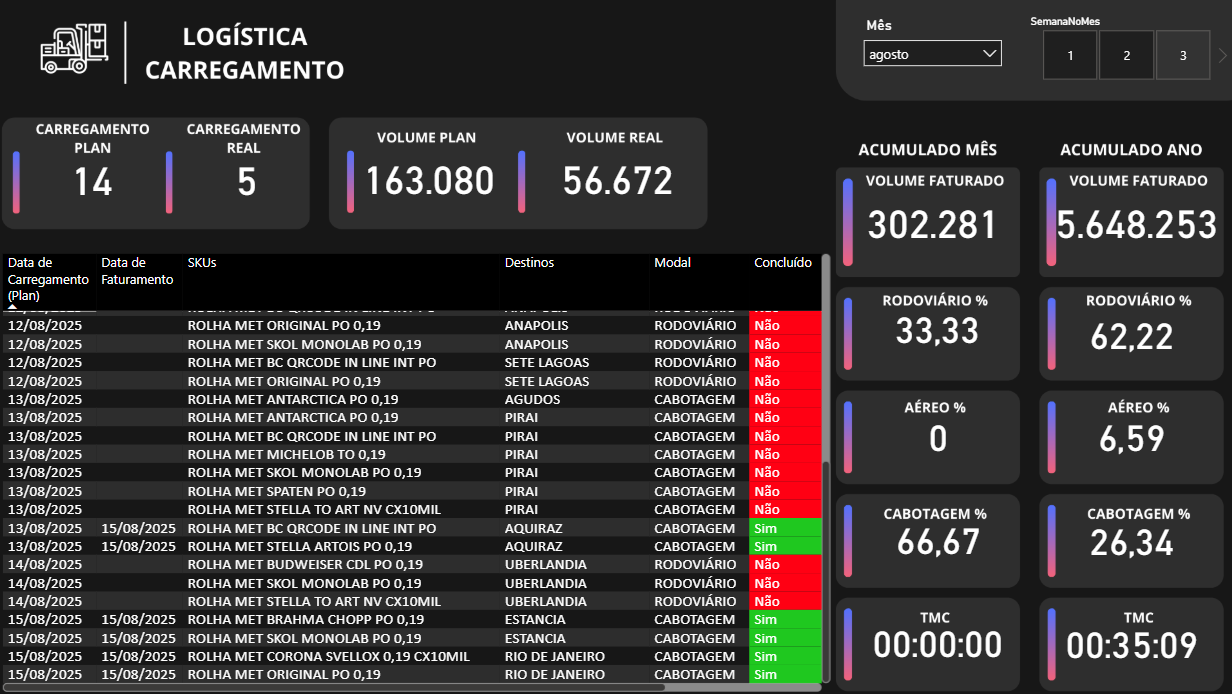 LOGÍSTICA
CARREGAMENTO
Mês
agosto
SemanaNoMes
1 2 3
CARREGAMENTO PLAN
14
CARREGAMENTO REAL
5
VOLUME PLAN
163.080
VOLUME REAL
56.672
ACUMULADO MÊS
VOLUME FATURADO
302.281
RODOVIÁRIO %
33,33
AÉREO %
0
CABOTAGEM %
66,67
TMC
00:00:00
ACUMULADO ANO
VOLUME FATURADO
5.648.253
RODOVIÁRIO %
62,22
AÉREO %
6,59
CABOTAGEM %
26,34
TMC
00:35:09
Data de Carregamento (Plan) Data de Faturamento SKUs Destinos Modal Concluído
12/08/2025 ROLHA MET ORIGINAL PO 0,19 ANAPOLIS RODOVIÁRIO Não
12/08/2025 ROLHA MET SKOL MONOLAB PO 0,19 ANAPOLIS RODOVIÁRIO Não
12/08/2025 ROLHA MET BC QRCODE IN LINE INT PO SETE LAGOAS RODOVIÁRIO Não
12/08/2025 ROLHA MET ORIGINAL PO 0,19 SETE LAGOAS RODOVIÁRIO Não
13/08/2025 ROLHA MET ANTARCTICA PO 0,19 AGUDOS CABOTAGEM Não
13/08/2025 ROLHA MET ANTARCTICA PO 0,19 PIRAI CABOTAGEM Não
13/08/2025 ROLHA MET BC QRCODE IN LINE INT PO PIRAI CABOTAGEM Não
13/08/2025 ROLHA MET MICHELOB TO 0,19 PIRAI CABOTAGEM Não
13/08/2025 ROLHA MET SKOL MONOLAB PO 0,19 PIRAI CABOTAGEM Não
13/08/2025 ROLHA MET SPATEN PO 0,19 PIRAI CABOTAGEM Não
13/08/2025 ROLHA MET STELLA TO ART NV CX10MIL PIRAI CABOTAGEM Não
13/08/2025 15/08/2025 ROLHA MET BC QRCODE IN LINE INT PO AQUIRAZ CABOTAGEM Sim
13/08/2025 15/08/2025 ROLHA MET STELLA ARTOIS PO 0,19 AQUIRAZ CABOTAGEM Sim
14/08/2025 ROLHA MET BUDWEISER CDL PO 0,19 UBERLANDIA RODOVIÁRIO Não
14/08/2025 ROLHA MET SKOL MONOLAB PO 0,19 UBERLANDIA RODOVIÁRIO Não
14/08/2025 ROLHA MET STELLA TO ART NV CX10MIL UBERLANDIA RODOVIÁRIO Não
15/08/2025 15/08/2025 ROLHA MET BRAHMA CHOPP PO 0,19 ESTANCIA CABOTAGEM Sim
15/08/2025 15/08/2025 ROLHA MET SKOL MONOLAB PO 0,19 ESTANCIA CABOTAGEM Sim
15/08/2025 15/08/2025 ROLHA MET CORONA SVELLOX 0,19 CX10MIL RIO DE JANEIRO CABOTAGEM Sim
15/08/2025 15/08/2025 ROLHA MET ORIGINAL PO 0,19 RIO DE JANEIRO CABOTAGEM Sim